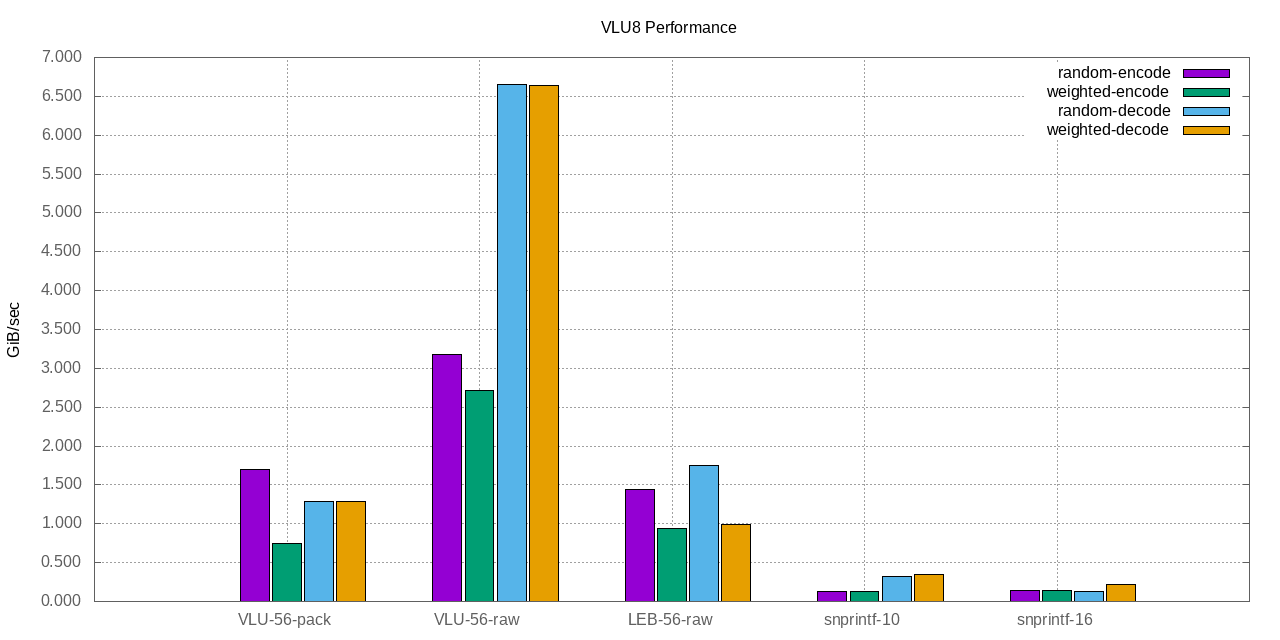 VLU8 Performance
7.000
6.500
6.000
5.500
5.000
4.500
4.000
3.500
3.000
2.500
2.000
1.500
1.000
0.500
0.000
GiB/sec
random-encode
weighted-encode
random-decode
weighted-decode
VLU-56-pack
VLU-56-raw
LEB-56-raw
snprintf-10
snprintf-16